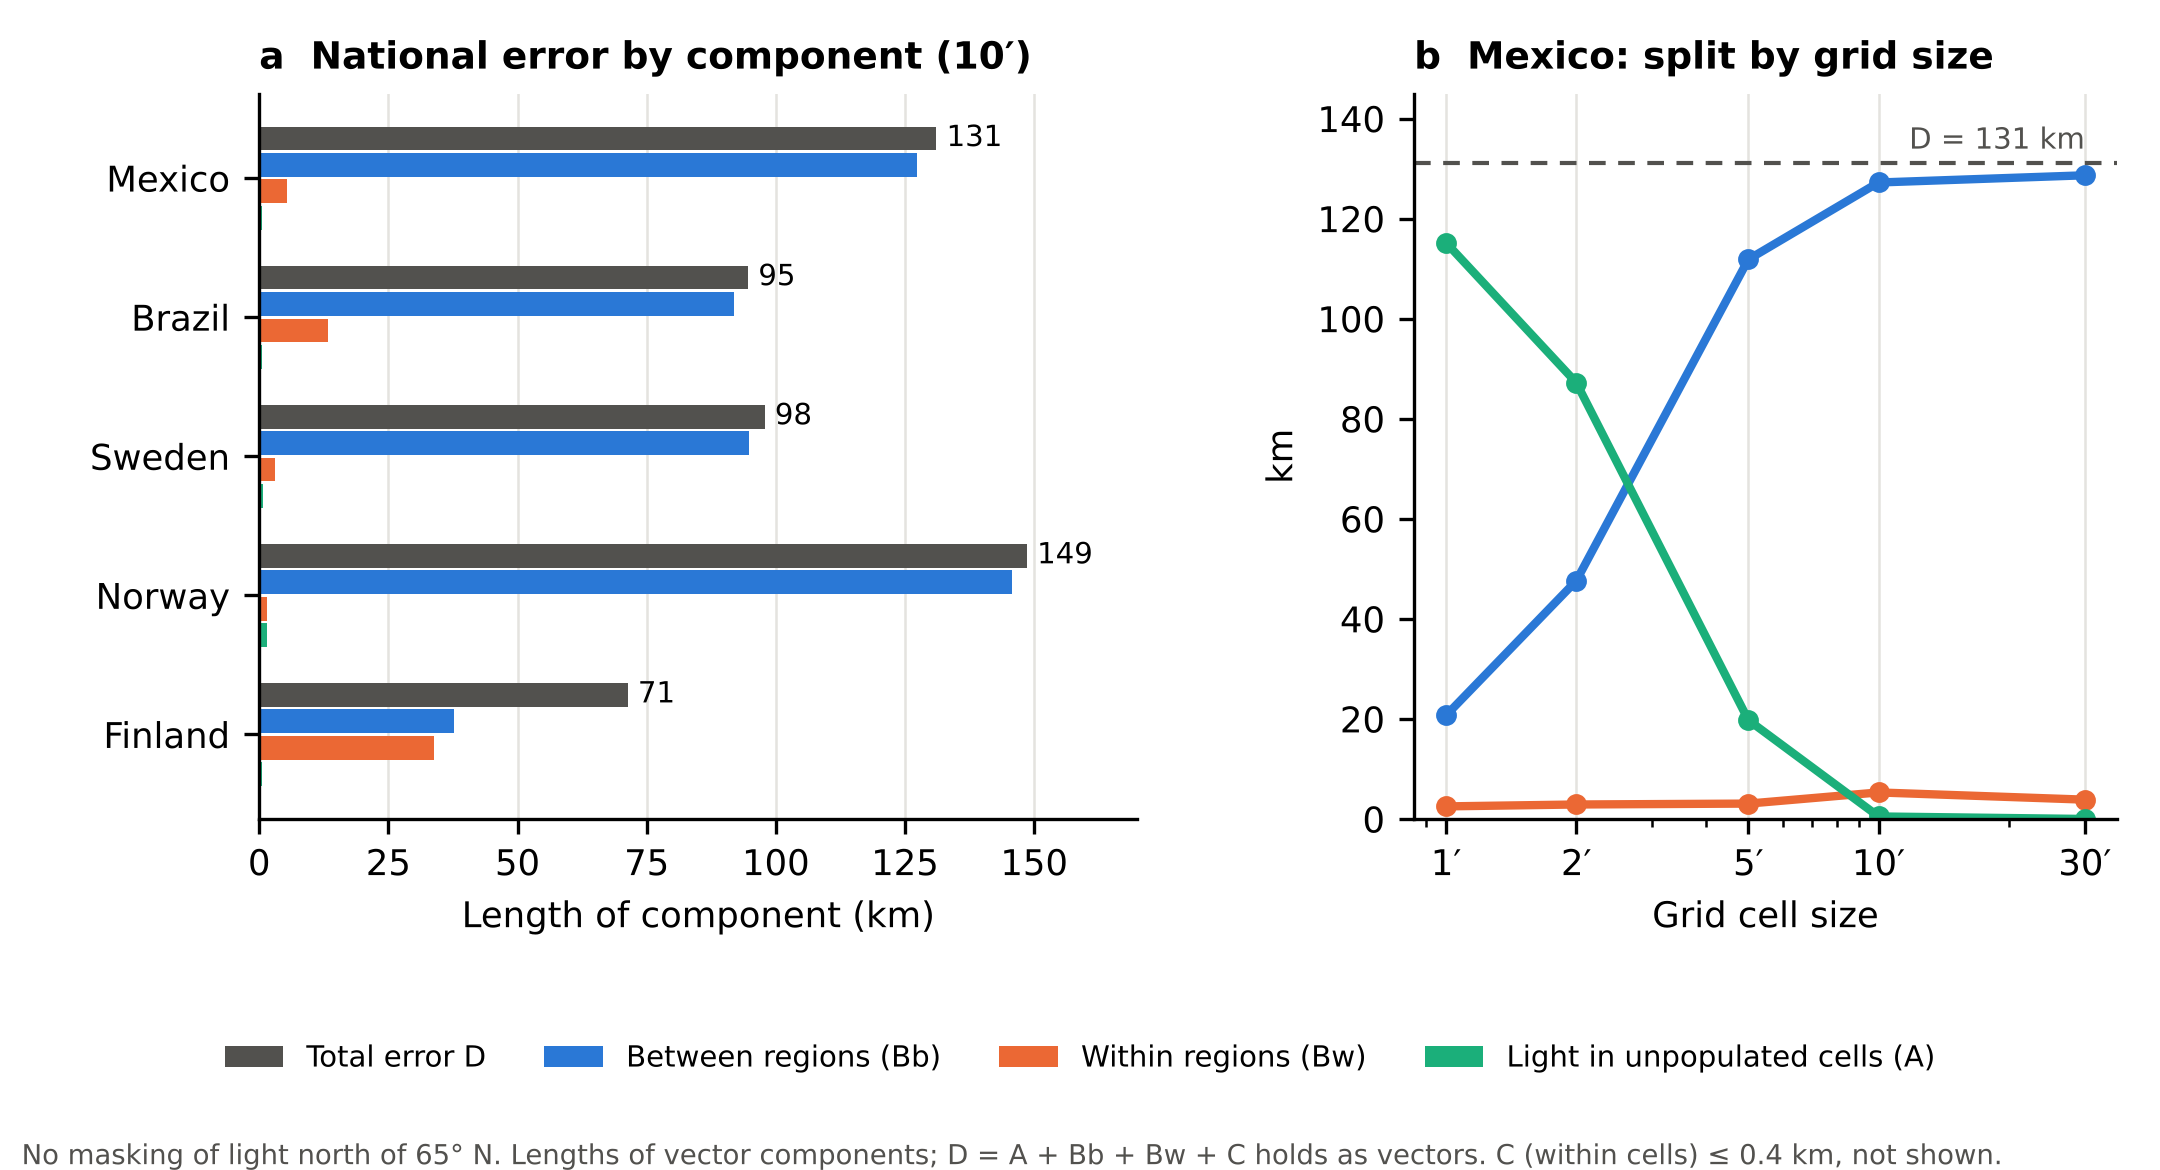 a National error by component (10′)
Mexico
Brazil
Sweden
Norway
Finland
131
95
98
149
71
0 25 50 75 100 125 150
Length of component (km)
b Mexico: split by grid size
D = 131 km
140
120
100
80
60
40
20
0
km
1′ 2′ 5′ 10′ 30′
Grid cell size
Total error D
Between regions (Bb)
Within regions (Bw)
Light in unpopulated cells (A)
No masking of light north of 65° N. Lengths of vector components; D = A + Bb + Bw + C holds as vectors. C (within cells) ≤ 0.4 km, not shown.